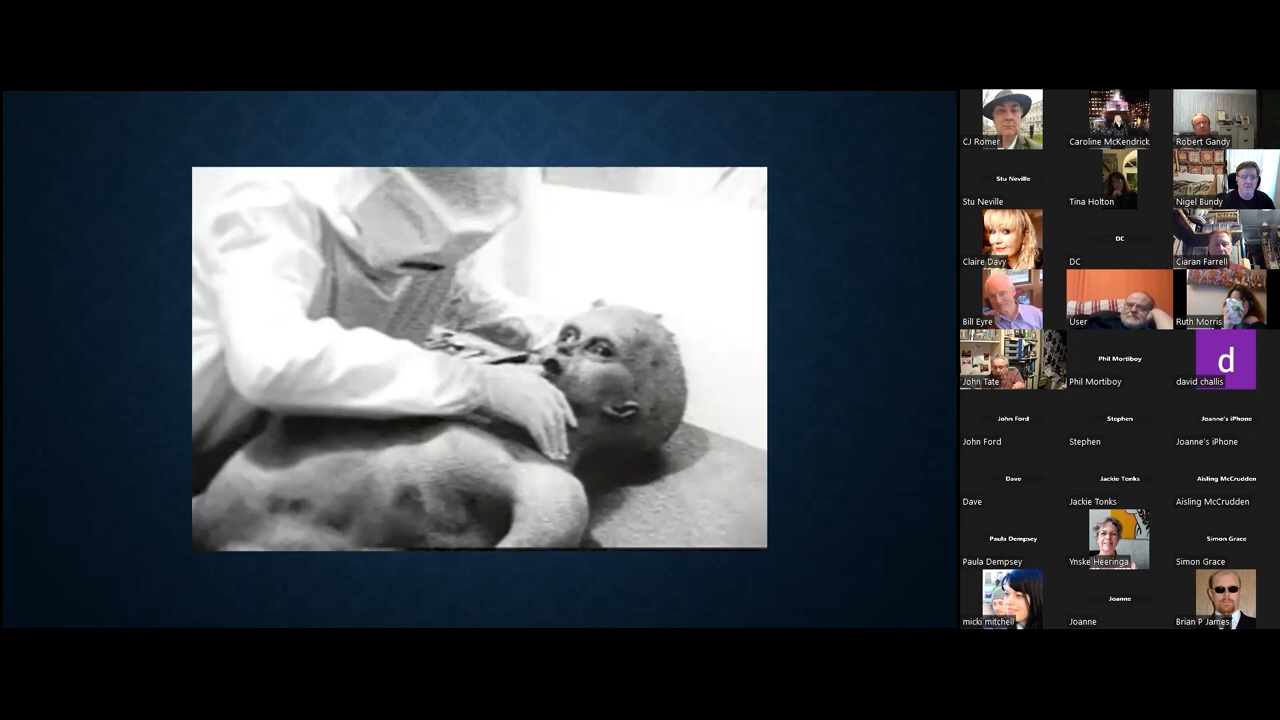 CJ Romer
Caroline McKendrick
Robert Gandy
Stu Neville
Stu Neville
Tina Holton
Nigel Bundy
Claire Davy
DC
DC
Ciaran Farrell
Bill Eyre
User
Ruth Morris
John Tate
Phil Mortiboy
Phil Mortiboy
d
david challis
John Ford
Stephen
Joanne's iPhone
John Ford
Stephen
Joanne's iPhone
Dave
Jackie Tonks
Aisling McCrudden
Dave
Jackie Tonks
Aisling McCrudden
Paula Dempsey
Simon Grace
Paula Dempsey
Ynske Heeringa
Simon Grace
Joanne
micki mitchell
Joanne
Brian P James